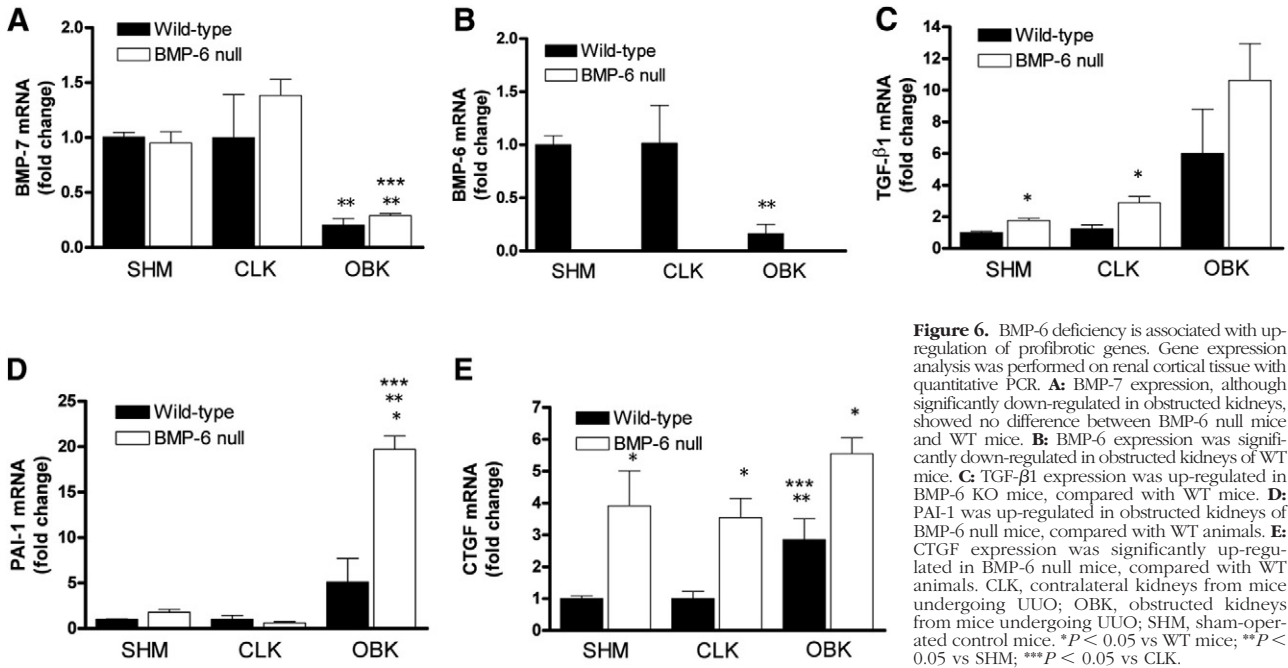 A
Wild-type
BMP-6 null
BMP-7 mRNA
(fold change)
2.0
1.5
1.0
0.5
0.0
**
***
**
SHM CLK OBK
B
Wild-type
BMP-6 null
BMP-6 mRNA
(fold change)
2.0
1.5
1.0
0.5
0.0
**
SHM CLK OBK
C
Wild-type
BMP-6 null
TGF-β1 mRNA
(fold change)
14
12
10
8
6
4
2
0
*
*
SHM CLK OBK
D
Wild-type
BMP-6 null
PAI-1 mRNA
(fold change)
25
20
15
10
5
0
***
**
*
SHM CLK OBK
E
Wild-type
BMP-6 null
CTGF mRNA
(fold change)
7
6
5
4
3
2
1
0
*
*
***
**
*
SHM CLK OBK
Figure 6. BMP-6 deficiency is associated with up-
regulation of profibrotic genes. Gene expression
analysis was performed on renal cortical tissue with
quantitative PCR. A: BMP-7 expression, although
significantly down-regulated in obstructed kidneys,
showed no difference between BMP-6 null mice
and WT mice. B: BMP-6 expression was signifi-
cantly down-regulated in obstructed kidneys of WT
mice. C: TGF-β1 expression was up-regulated in
BMP-6 KO mice, compared with WT mice. D:
PAI-1 was up-regulated in obstructed kidneys of
BMP-6 null mice, compared with WT animals. E:
CTGF expression was significantly up-regu-
lated in BMP-6 null mice, compared with WT
animals. CLK, contralateral kidneys from mice
undergoing UUO; OBK, obstructed kidneys
from mice undergoing UUO; SHM, sham-oper-
ated control mice. *P < 0.05 vs WT mice; **P <
0.05 vs SHM; ***P < 0.05 vs CLK.